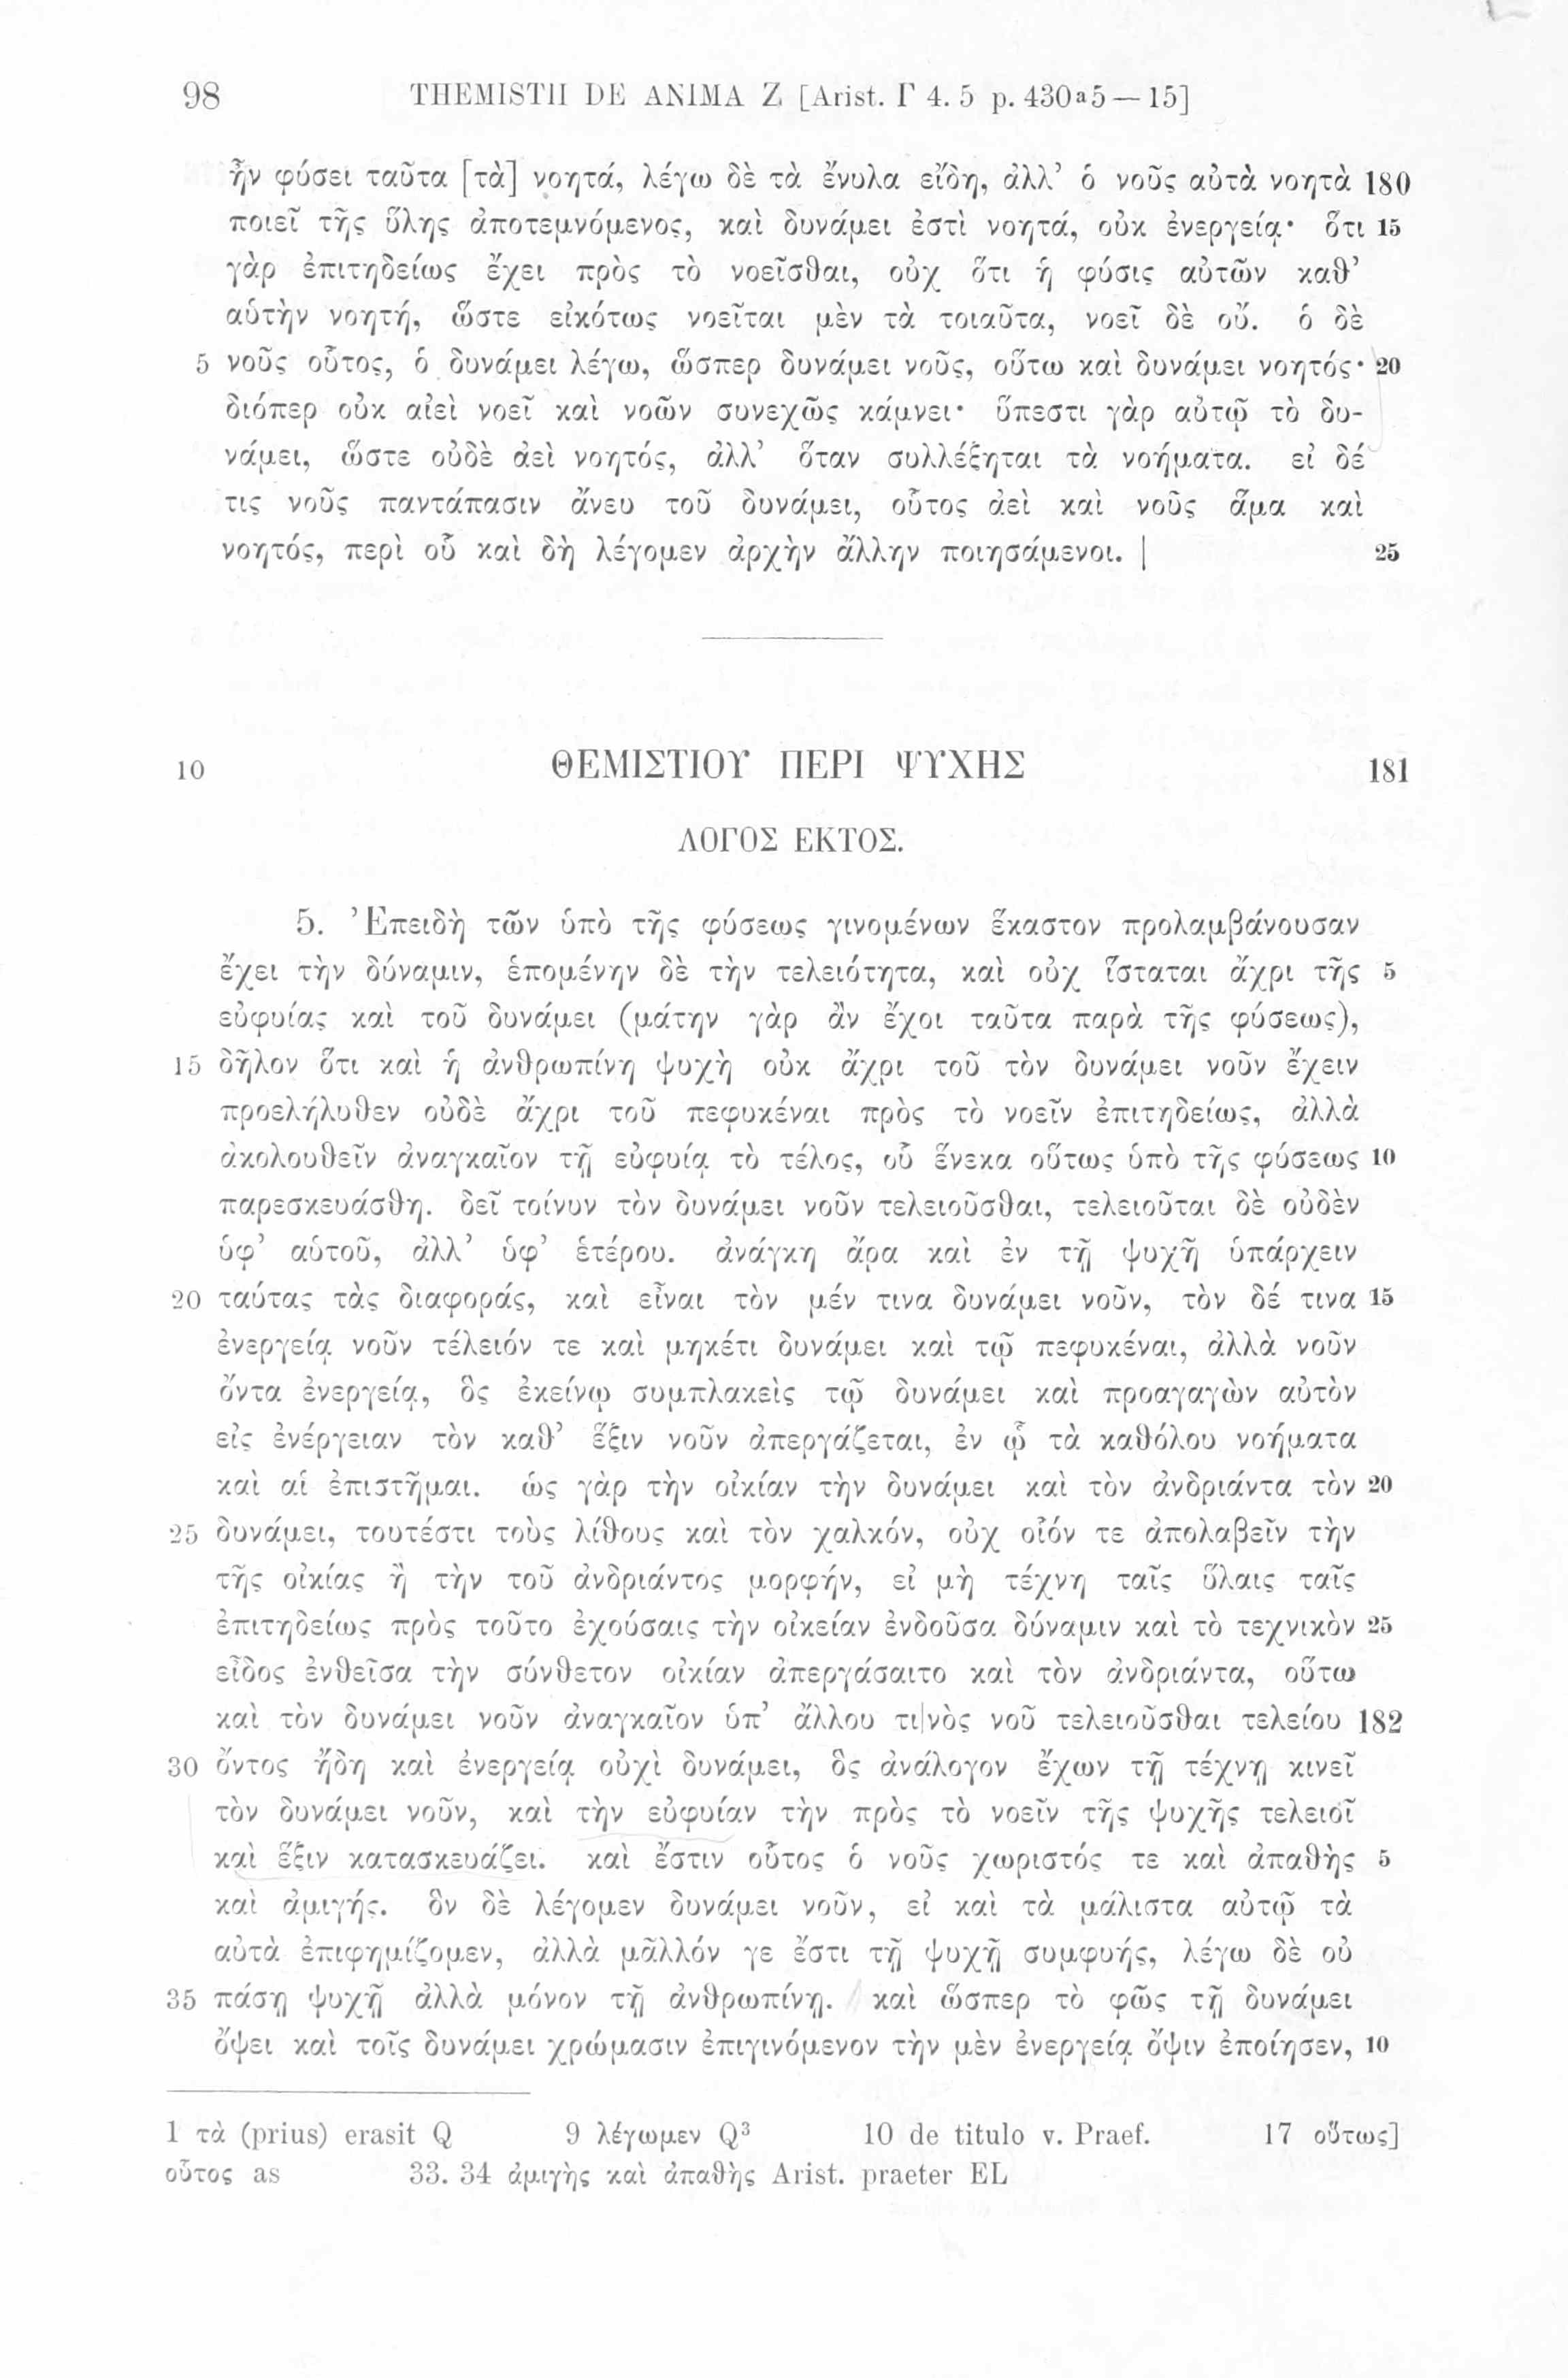 98 THEMISTII DE ANIMA Z [Arist. Γ 4. 5 p. 430a5 — 15]
ἦν φύσει ταῦτα [τὰ] νοητά, λέγω δὲ τὰ ἔνυλα εἴδη, ἀλλ’ ὁ νοῦς αὐτὰ νοητὰ 180
ποιεῖ τῆς ὕλης ἀποτεμνόμενος, καὶ δυνάμει ἐστὶ νοητά, οὐκ ἐνεργείᾳ· ὅτι 15
γὰρ ἐπιτηδείως ἔχει πρὸς τὸ νοεῖσθαι, οὐχ ὅτι ἡ φύσις αὐτῶν καθ’
αὑτὴν νοητή, ὥστε εἰκότως νοεῖται μὲν τὰ τοιαῦτα, νοεῖ δὲ οὔ. ὁ δὲ
5 νοῦς οὗτος, ὁ δυνάμει λέγω, ὥσπερ δυνάμει νοῦς, οὕτω καὶ δυνάμει νοητός· 20
διόπερ οὐκ αἰεὶ νοεῖ καὶ νοῶν συνεχῶς κάμνει· ὕπεστι γὰρ αὐτῷ τὸ δυ-
νάμει, ὥστε οὐδὲ ἀεὶ νοητός, ἀλλ’ ὅταν συλλέξηται τὰ νοήματα. εἰ δέ
τις νοῦς παντάπασιν ἄνευ τοῦ δυνάμει, οὗτος ἀεὶ καὶ νοῦς ἅμα καὶ
νοητός, περὶ οὗ καὶ δὴ λέγομεν ἀρχὴν ἄλλην ποιησάμενοι. | 25
10 ΘΕΜΙΣΤΙΟΥ ΠΕΡΙ ΨΥΧΗΣ 181
ΛΟΓΟΣ ΕΚΤΟΣ.
5. Ἐπειδὴ τῶν ὑπὸ τῆς φύσεως γινομένων ἕκαστον προλαμβάνουσαν
ἔχει τὴν δύναμιν, ἑπομένην δὲ τὴν τελειότητα, καὶ οὐχ ἵσταται ἄχρι τῆς 5
εὐφυίας καὶ τοῦ δυνάμει (μάτην γὰρ ἂν ἔχοι ταῦτα παρὰ τῆς φύσεως),
15 δῆλον ὅτι καὶ ἡ ἀνθρωπίνη ψυχὴ οὐκ ἄχρι τοῦ τὸν δυνάμει νοῦν ἔχειν
προελήλυθεν οὐδὲ ἄχρι τοῦ πεφυκέναι πρὸς τὸ νοεῖν ἐπιτηδείως, ἀλλὰ
ἀκολουθεῖν ἀναγκαῖον τῇ εὐφυίᾳ τὸ τέλος, οὗ ἕνεκα οὕτως ὑπὸ τῆς φύσεως 10
παρεσκευάσθη. δεῖ τοίνυν τὸν δυνάμει νοῦν τελειοῦσθαι, τελειοῦται δὲ οὐδὲν
ὑφ’ αὑτοῦ, ἀλλ’ ὑφ’ ἑτέρου. ἀνάγκη ἄρα καὶ ἐν τῇ ψυχῇ ὑπάρχειν
20 ταύτας τὰς διαφοράς, καὶ εἶναι τὸν μέν τινα δυνάμει νοῦν, τὸν δέ τινα 15
ἐνεργείᾳ νοῦν τέλειόν τε καὶ μηκέτι δυνάμει καὶ τῷ πεφυκέναι, ἀλλὰ νοῦν
ὄντα ἐνεργείᾳ, ὃς ἐκείνῳ συμπλακεὶς τῷ δυνάμει καὶ προαγαγὼν αὐτὸν
εἰς ἐνέργειαν τὸν καθ’ ἕξιν νοῦν ἀπεργάζεται, ἐν ᾧ τὰ καθόλου νοήματα
καὶ αἱ ἐπιστῆμαι. ὡς γὰρ τὴν οἰκίαν τὴν δυνάμει καὶ τὸν ἀνδριάντα τὸν 20
25 δυνάμει, τουτέστι τοὺς λίθους καὶ τὸν χαλκόν, οὐχ οἷόν τε ἀπολαβεῖν τὴν
τῆς οἰκίας ἢ τὴν τοῦ ἀνδριάντος μορφήν, εἰ μὴ τέχνη ταῖς ὕλαις ταῖς
ἐπιτηδείως πρὸς τοῦτο ἐχούσαις τὴν οἰκείαν ἐνδοῦσα δύναμιν καὶ τὸ τεχνικὸν 25
εἶδος ἐνθεῖσα τὴν σύνθετον οἰκίαν ἀπεργάσαιτο καὶ τὸν ἀνδριάντα, οὕτω
καὶ τὸν δυνάμει νοῦν ἀναγκαῖον ὑπ’ ἄλλου τι|νὸς νοῦ τελειοῦσθαι τελείου 182
30 ὄντος ἤδη καὶ ἐνεργείᾳ οὐχὶ δυνάμει, ὃς ἀνάλογον ἔχων τῇ τέχνῃ κινεῖ
τὸν δυνάμει νοῦν, καὶ τὴν εὐφυίαν τὴν πρὸς τὸ νοεῖν τῆς ψυχῆς τελειοῖ
καὶ ἕξιν κατασκευάζει. καὶ ἔστιν οὗτος ὁ νοῦς χωριστός τε καὶ ἀπαθὴς 5
καὶ ἀμιγής. ὃν δὲ λέγομεν δυνάμει νοῦν, εἰ καὶ τὰ μάλιστα αὐτῷ τὰ
αὐτὰ ἐπιφημίζομεν, ἀλλὰ μᾶλλόν γε ἔστι τῇ ψυχῇ συμφυής, λέγω δὲ οὐ
35 πάσῃ ψυχῇ ἀλλὰ μόνον τῇ ἀνθρωπίνῃ. καὶ ὥσπερ τὸ φῶς τῇ δυνάμει
ὄψει καὶ τοῖς δυνάμει χρώμασιν ἐπιγινόμενον τὴν μὲν ἐνεργείᾳ ὄψιν ἐποίησεν, 10
1 τὰ (prius) erasit Q 9 λέγωμεν Q³ 10 de titulo v. Praef. 17 οὕτως]
οὗτος as 33. 34 ἀμιγὴς καὶ ἀπαθὴς Arist. praeter EL